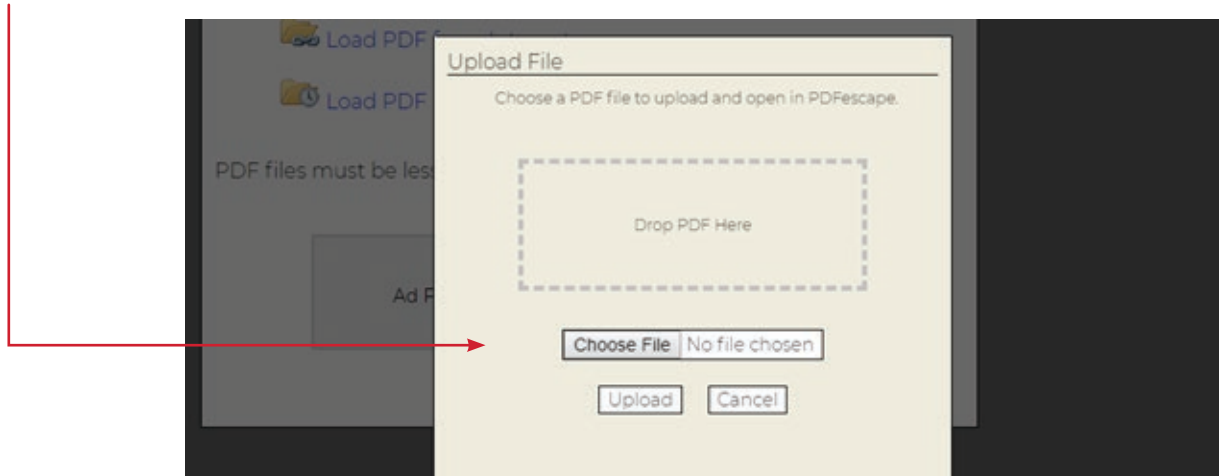 Load PDF
Upload File
Choose a PDF file to upload and open in PDFescape.
Load PDF
PDF files must be less
Drop PDF Here
Ad
Choose File No file chosen
Upload Cancel